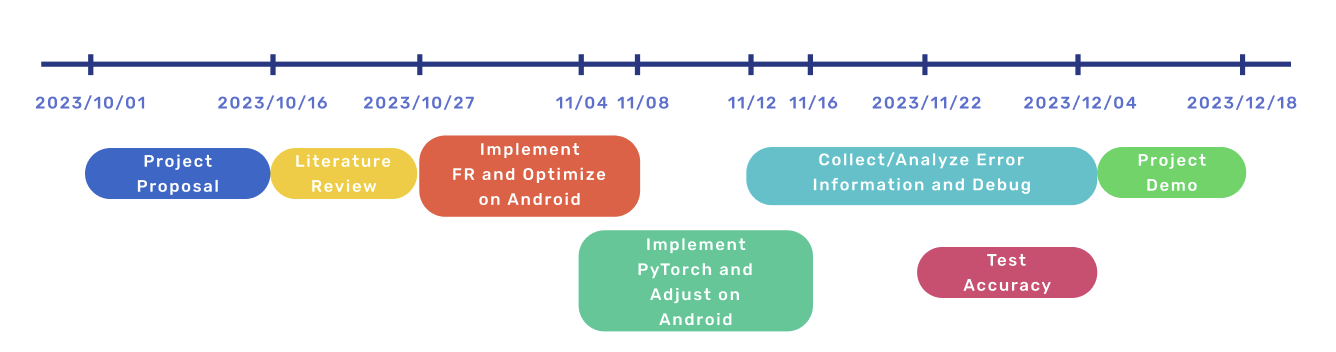 2023/10/01 2023/10/16 2023/10/27 11/04 11/08 11/12 11/16 2023/11/22 2023/12/04 2023/12/18
Project
Proposal
Literature
Review
Implement
FR and Optimize
on Android
Collect/Analyze Error
Information and Debug
Project
Demo
Implement
PyTorch and
Adjust on
Android
Test
Accuracy